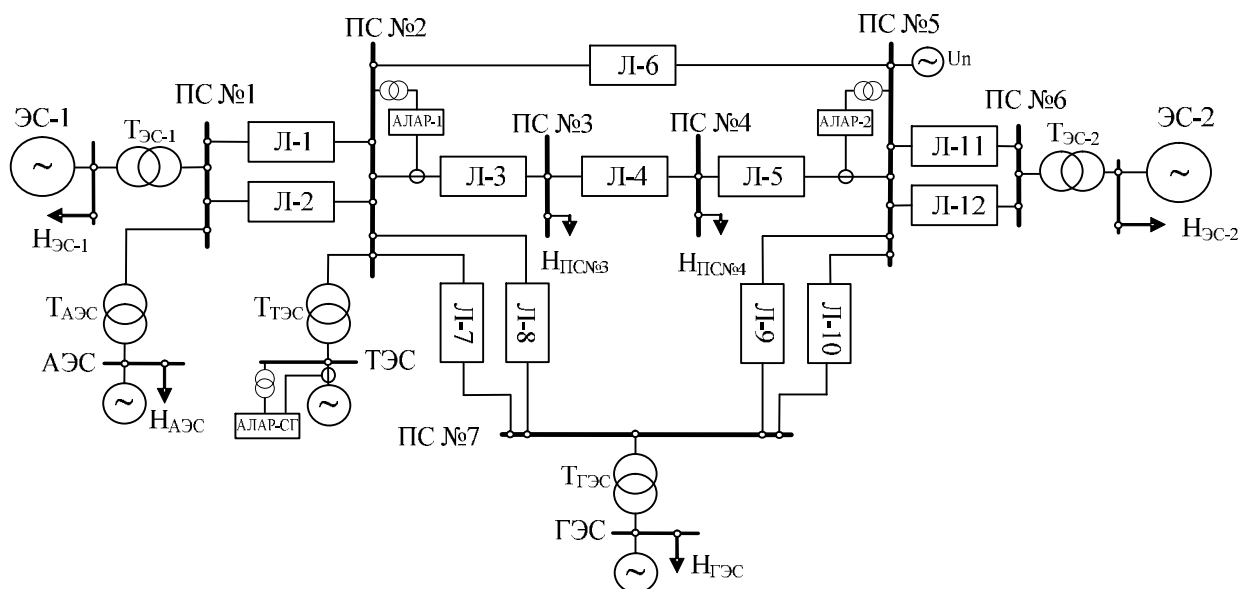 ПС №2
ПС №5
Л-6
Un
ПС №1
ПС №6
ЭС-1
ТЭС-1
АЛАР-1
ПС №3
ПС №4
АЛАР-2
ТЭС-2
ЭС-2
Л-1
Л-11
Л-3
Л-4
Л-5
Л-2
Л-12
НЭС-1
НЭС-2
НПС№3
НПС№4
ТАЭС
ТТЭС
Л-7
Л-8
Л-9
Л-10
АЭС
ТЭС
НАЭС
АЛАР-СГ
ПС №7
ТГЭС
ГЭС
НГЭС